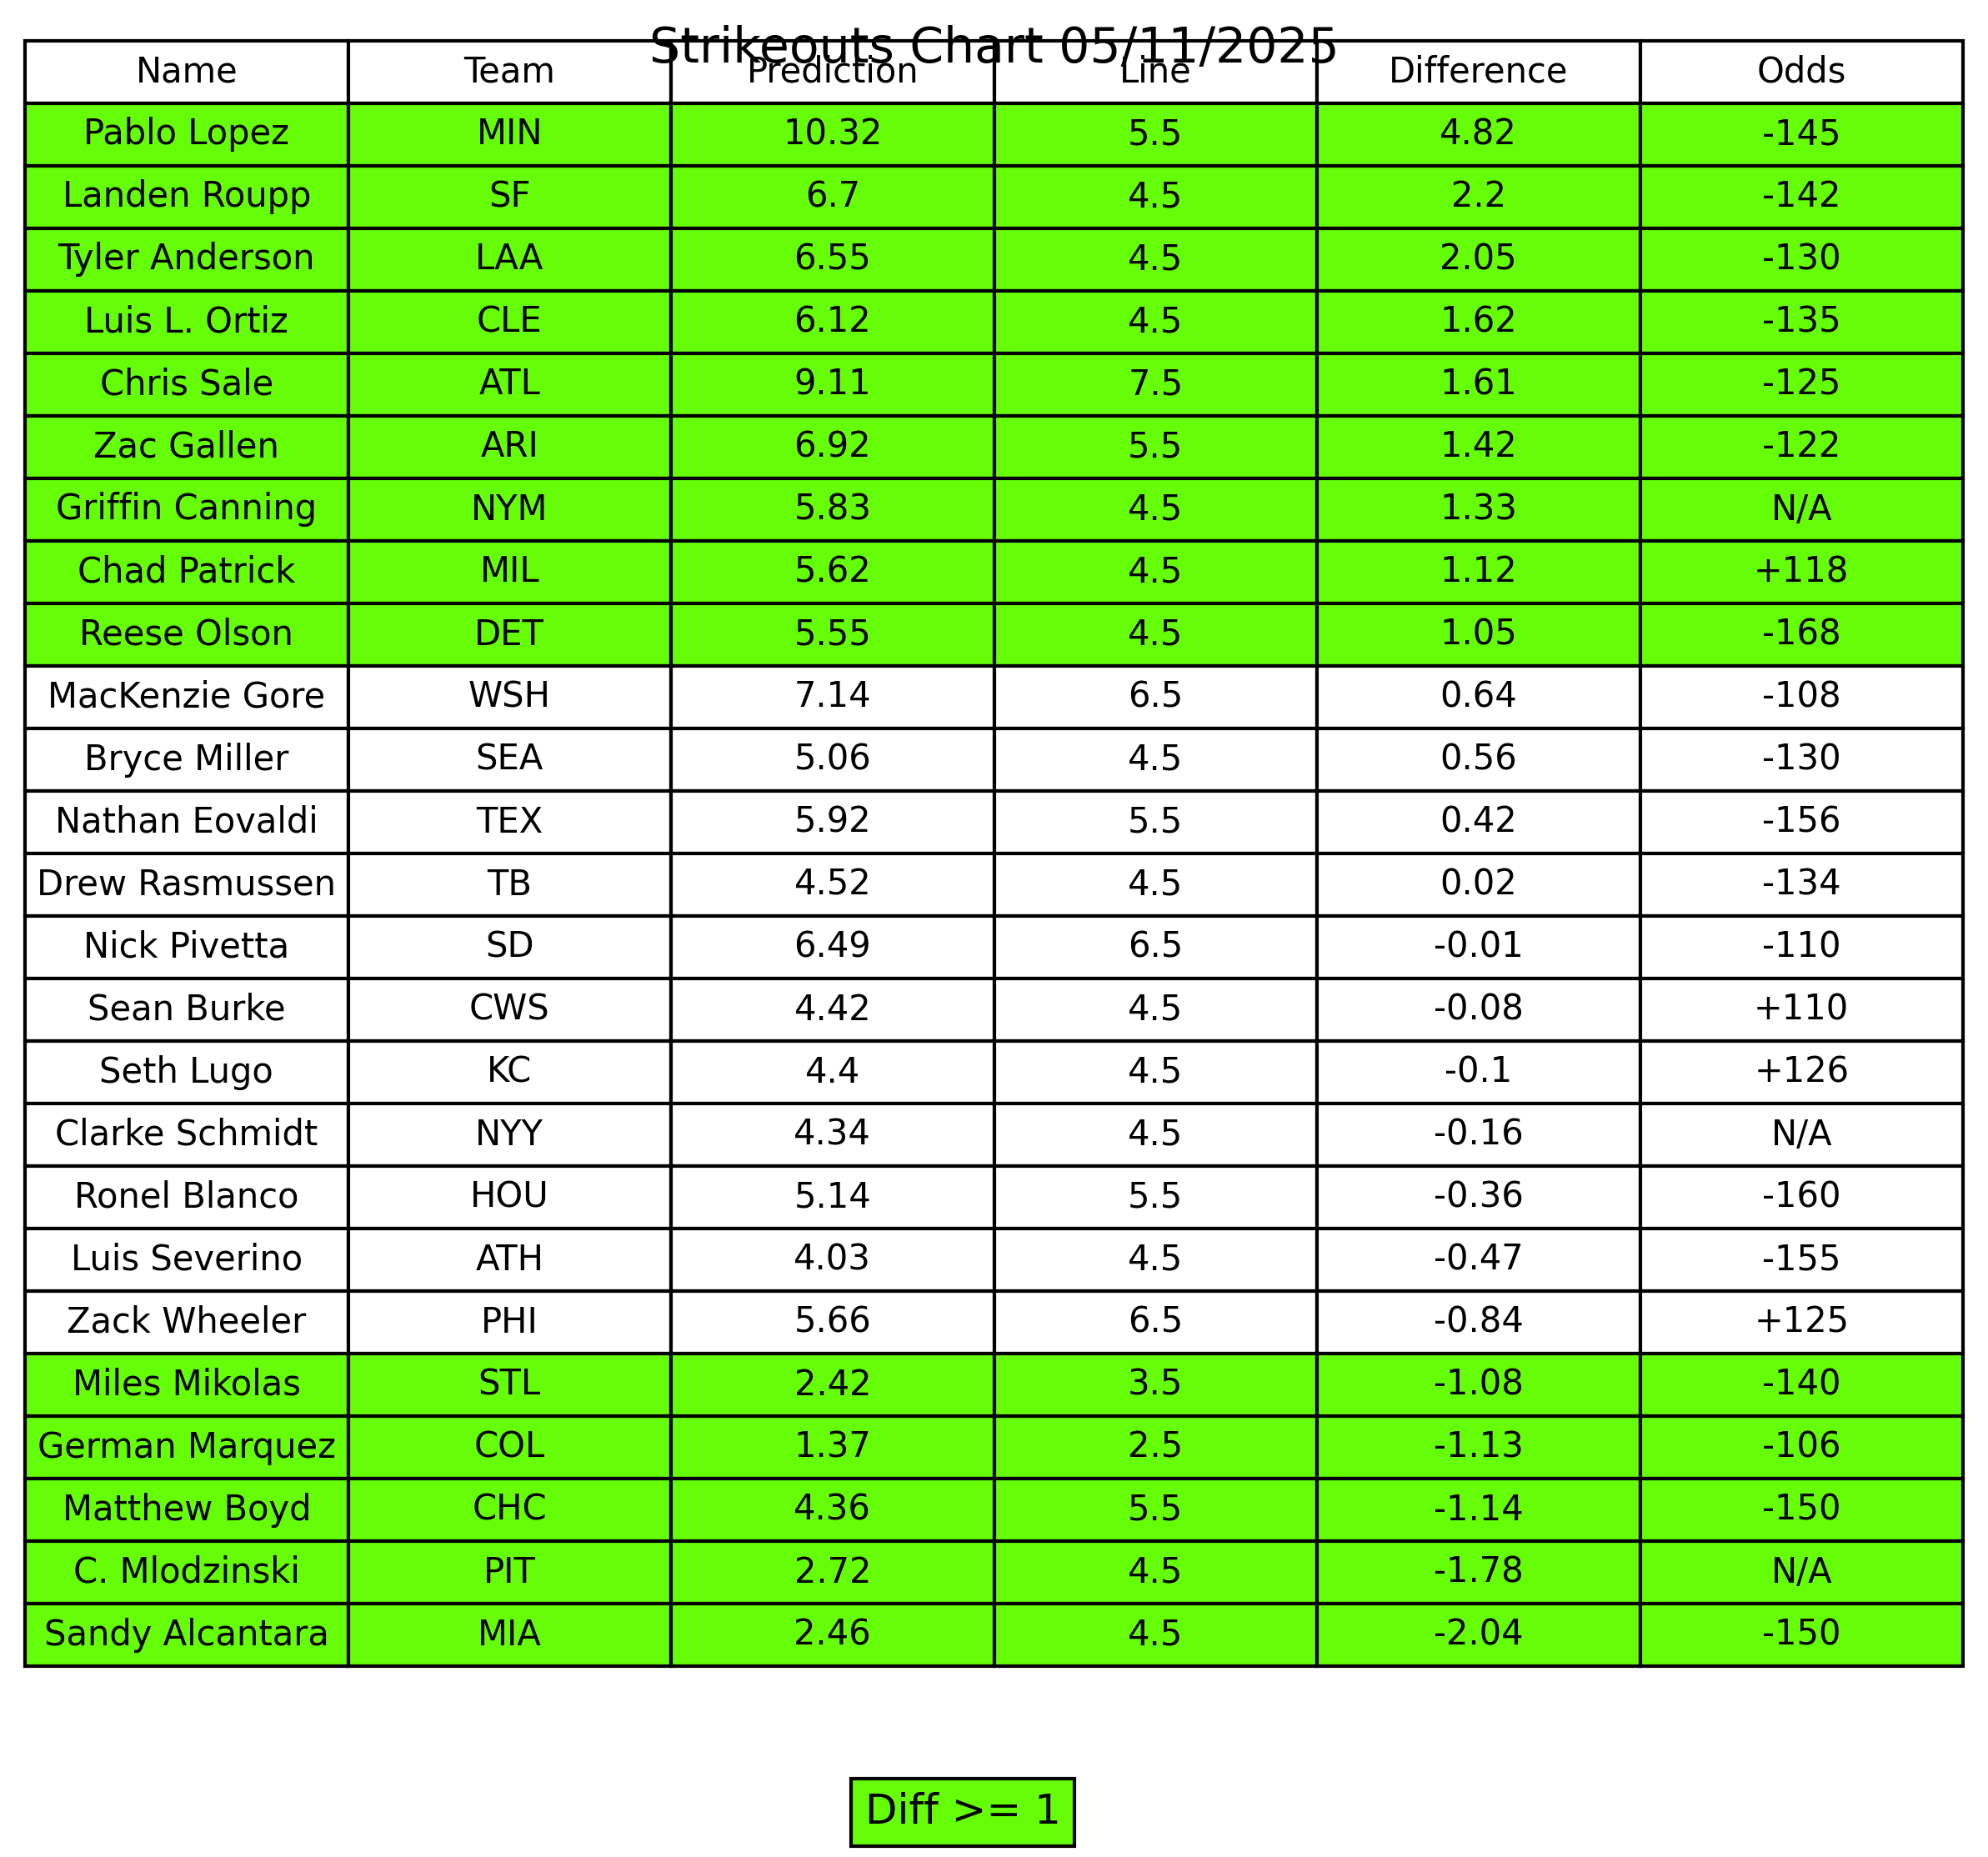 Strikeouts Chart 05/11/2025
Name Team Prediction Line Difference Odds
Pablo Lopez MIN 10.32 5.5 4.82 -145
Landen Roupp SF 6.7 4.5 2.2 -142
Tyler Anderson LAA 6.55 4.5 2.05 -130
Luis L. Ortiz CLE 6.12 4.5 1.62 -135
Chris Sale ATL 9.11 7.5 1.61 -125
Zac Gallen ARI 6.92 5.5 1.42 -122
Griffin Canning NYM 5.83 4.5 1.33 N/A
Chad Patrick MIL 5.62 4.5 1.12 +118
Reese Olson DET 5.55 4.5 1.05 -168
MacKenzie Gore WSH 7.14 6.5 0.64 -108
Bryce Miller SEA 5.06 4.5 0.56 -130
Nathan Eovaldi TEX 5.92 5.5 0.42 -156
Drew Rasmussen TB 4.52 4.5 0.02 -134
Nick Pivetta SD 6.49 6.5 -0.01 -110
Sean Burke CWS 4.42 4.5 -0.08 +110
Seth Lugo KC 4.4 4.5 -0.1 +126
Clarke Schmidt NYY 4.34 4.5 -0.16 N/A
Ronel Blanco HOU 5.14 5.5 -0.36 -160
Luis Severino ATH 4.03 4.5 -0.47 -155
Zack Wheeler PHI 5.66 6.5 -0.84 +125
Miles Mikolas STL 2.42 3.5 -1.08 -140
German Marquez COL 1.37 2.5 -1.13 -106
Matthew Boyd CHC 4.36 5.5 -1.14 -150
C. Mlodzinski PIT 2.72 4.5 -1.78 N/A
Sandy Alcantara MIA 2.46 4.5 -2.04 -150
Diff >= 1